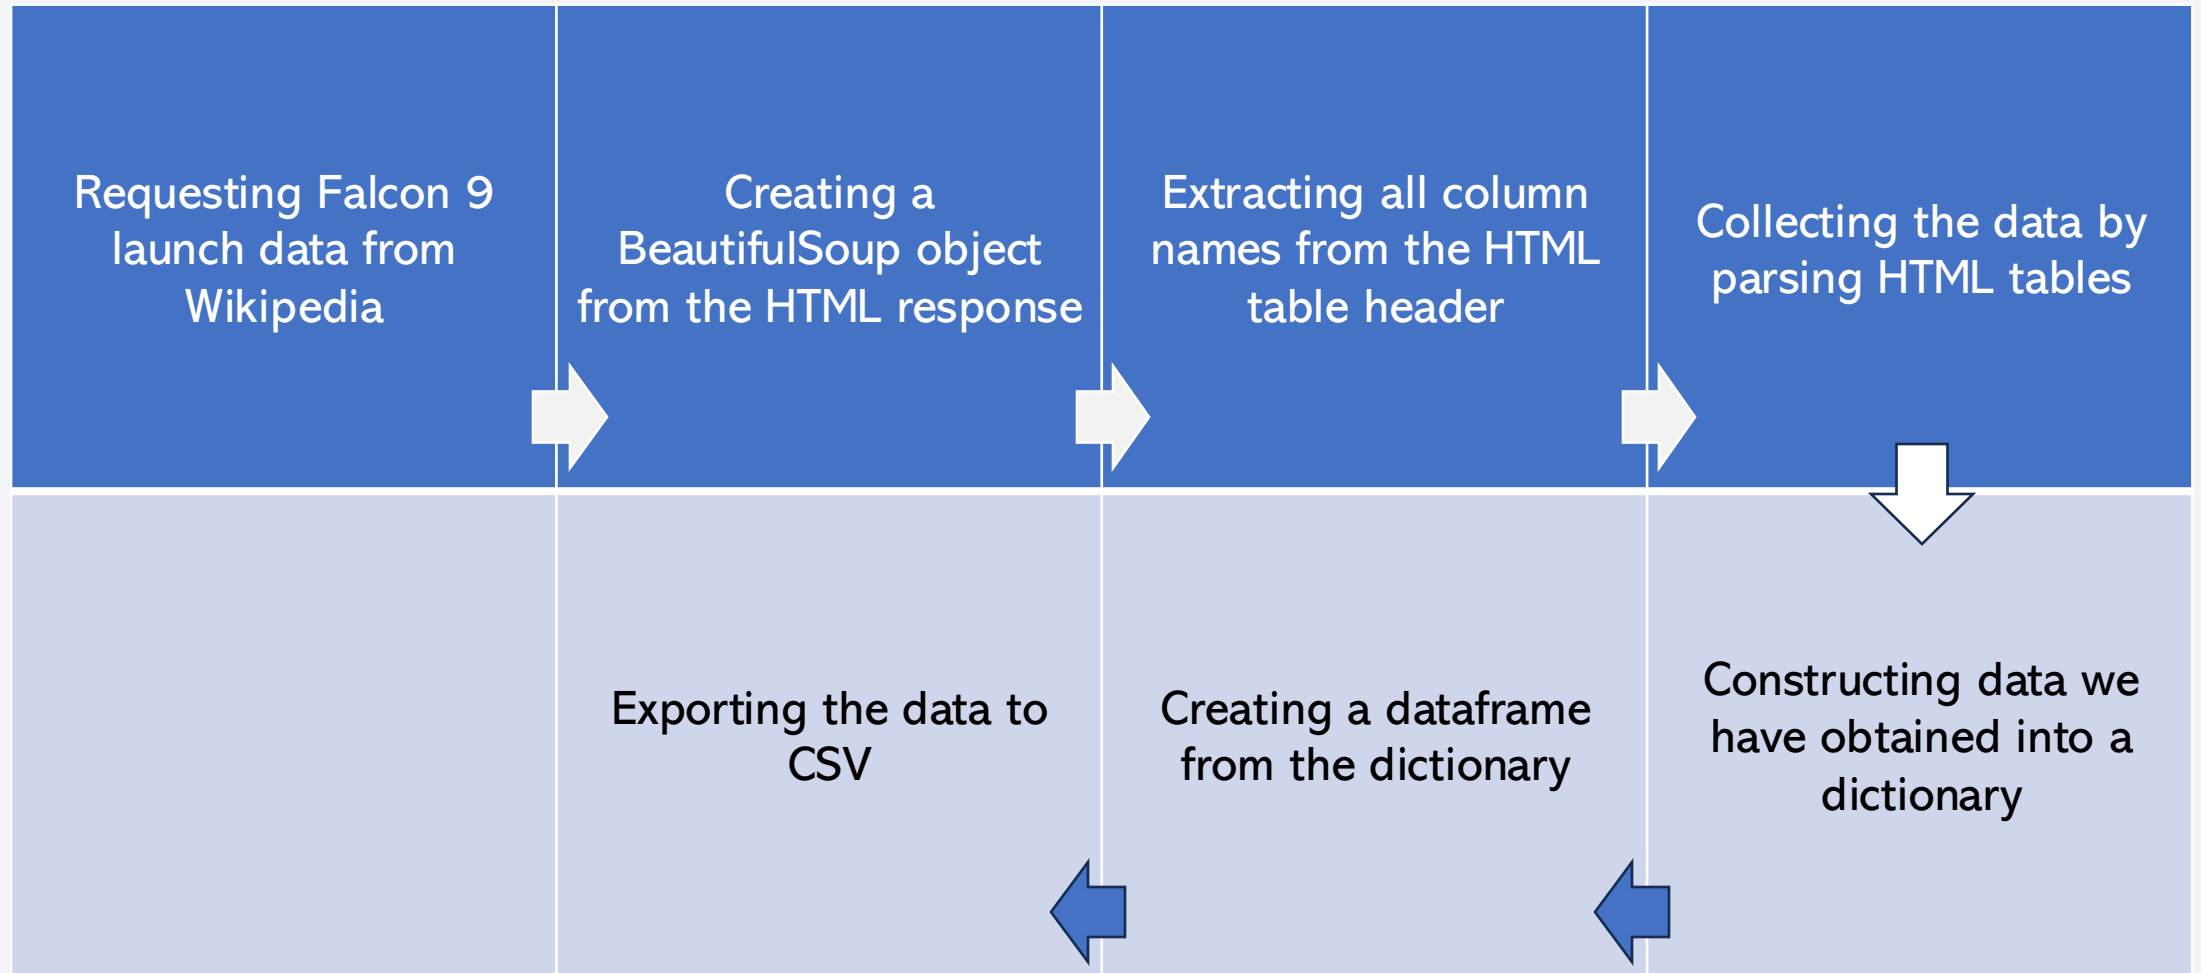 Requesting Falcon 9
launch data from
Wikipedia
Creating a
BeautifulSoup object
from the HTML response
Extracting all column
names from the HTML
table header
Collecting the data by
parsing HTML tables
Constructing data we
have obtained into a
dictionary
Creating a dataframe
from the dictionary
Exporting the data to
CSV